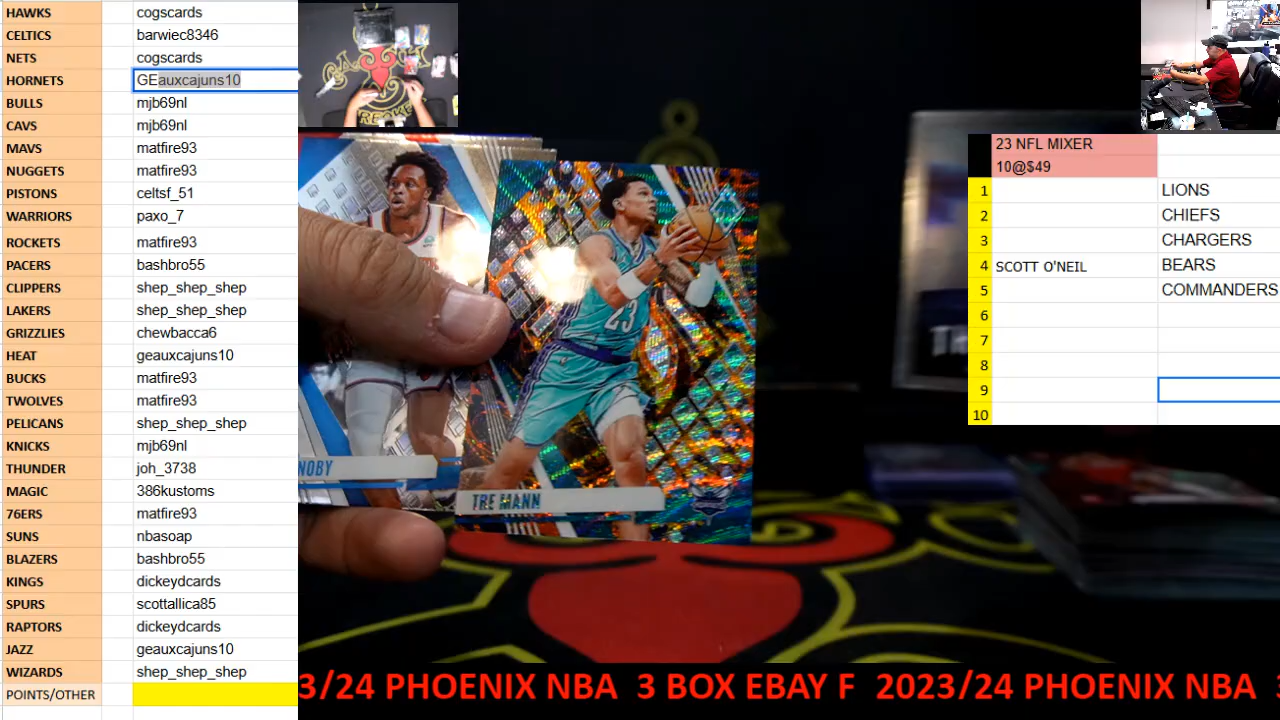 HAWKS cogscards
CELTICS barwiec8346
NETS cogscards
HORNETS GEauxcajuns10
BULLS mjb69nl
CAVS mjb69nl
MAVS matfire93
NUGGETS matfire93
PISTONS celtsf_51
WARRIORS paxo_7
ROCKETS matfire93
PACERS bashbro55
CLIPPERS shep_shep_shep
LAKERS shep_shep_shep
GRIZZLIES chewbacca6
HEAT geauxcajuns10
BUCKS matfire93
TWOLVES matfire93
PELICANS shep_shep_shep
KNICKS mjb69nl
THUNDER joh_3738
MAGIC 386kustoms
76ERS matfire93
SUNS nbasoap
BLAZERS bashbro55
KINGS dickeydcards
SPURS scottallica85
RAPTORS dickeydcards
JAZZ geauxcajuns10
WIZARDS shep_shep_shep
POINTS/OTHER
NOBY
23
TRE MANN
23 NFL MIXER
10@$49
1 LIONS
2 CHIEFS
3 CHARGERS
4 SCOTT O'NEIL BEARS
5 COMMANDERS
6
7
8
9
10
3/24 PHOENIX NBA 3 BOX EBAY F 2023/24 PHOENIX NBA